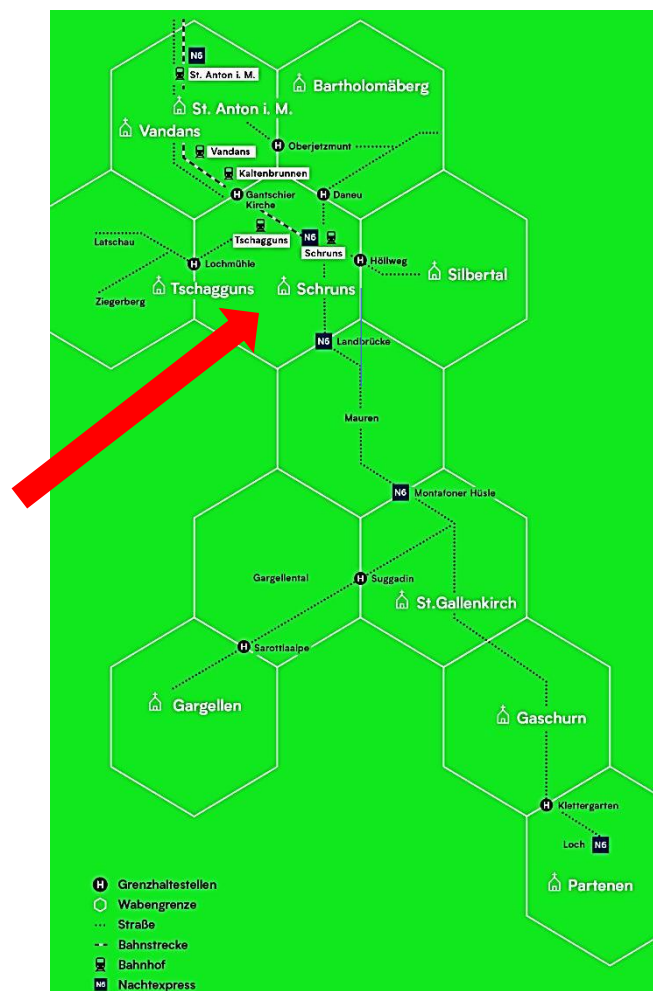 N6
St. Anton i. M.
Bartholomäberg
St. Anton i. M.
Vandans
Oberjetzmunt
Vandans
Kaltenbrunnen
Gantschier
Kirche
Daneu
Latschau
Tschagguns
N6
Schruns
Lochmühle
Höllweg
Silbertal
Tschagguns
Schruns
Ziegerberg
N6
Landbrücke
Mauren
N6
Montafoner Hüsle
Gargellental
Suggadin
St.Gallenkirch
Sarottlaalpe
Gargellen
Gaschurn
Klettergarten
Loch
N6
Partenen
H Grenzhaltestellen
Wabengrenze
Straße
Bahnstrecke
Bahnhof
N6 Nachtexpress